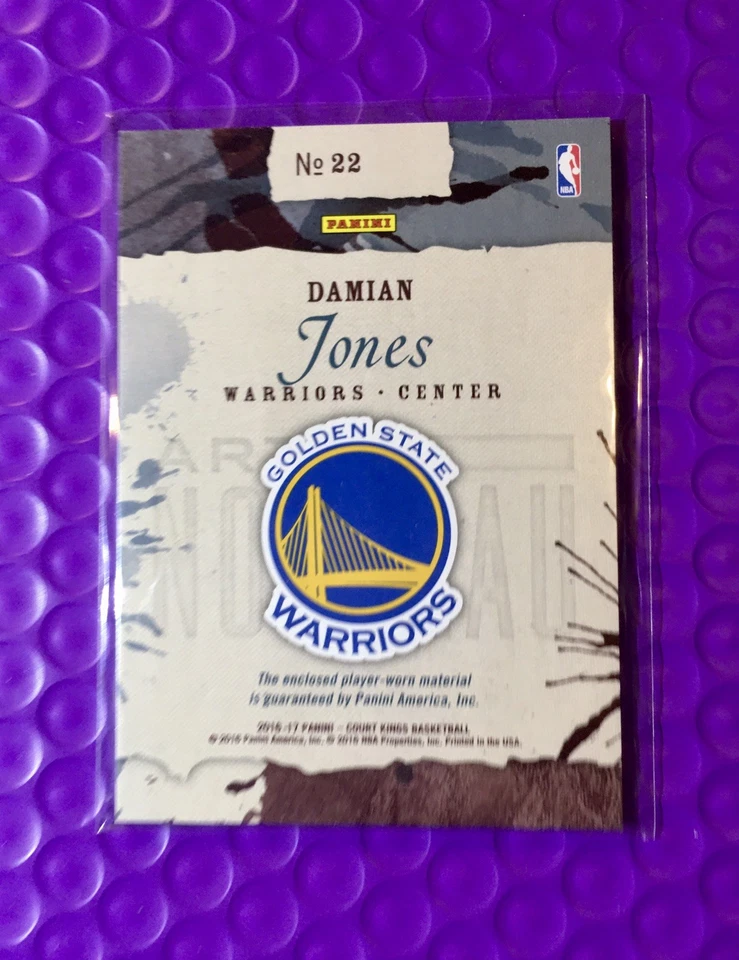 № 22
NBA
PANINI
DAMIAN
Jones
WARRIORS · CENTER
ART
NOUVEAU
GOLDEN STATE
WARRIORS
The enclosed player-worn material
is guaranteed by Panini America, Inc.
2016-17 PANINI – COURT KINGS BASKETBALL
© 2016 Panini America, Inc. © 2016 NBA Properties, Inc. Printed in the USA.